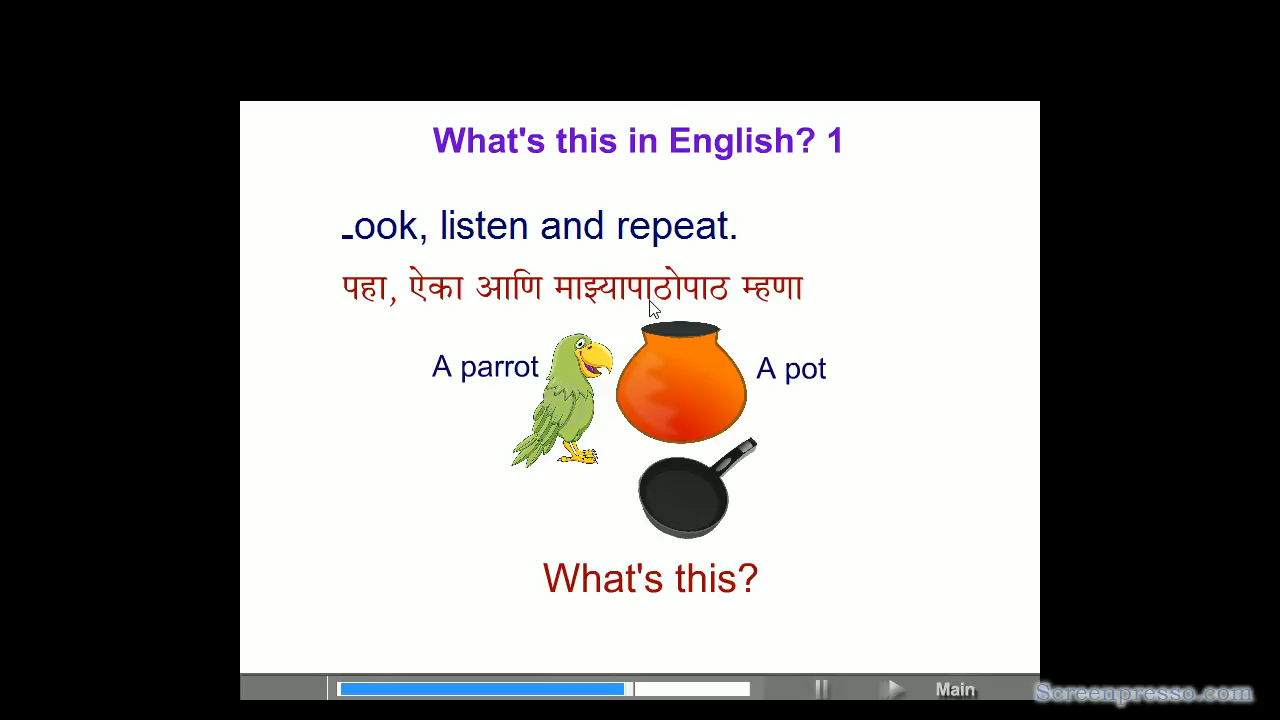 What's this in English? 1
Look, listen and repeat.
पहा, ऐका आणि माझ्यापाठोपाठ म्हणा
A parrot
A pot
What's this?
Main
Screenpresso.com